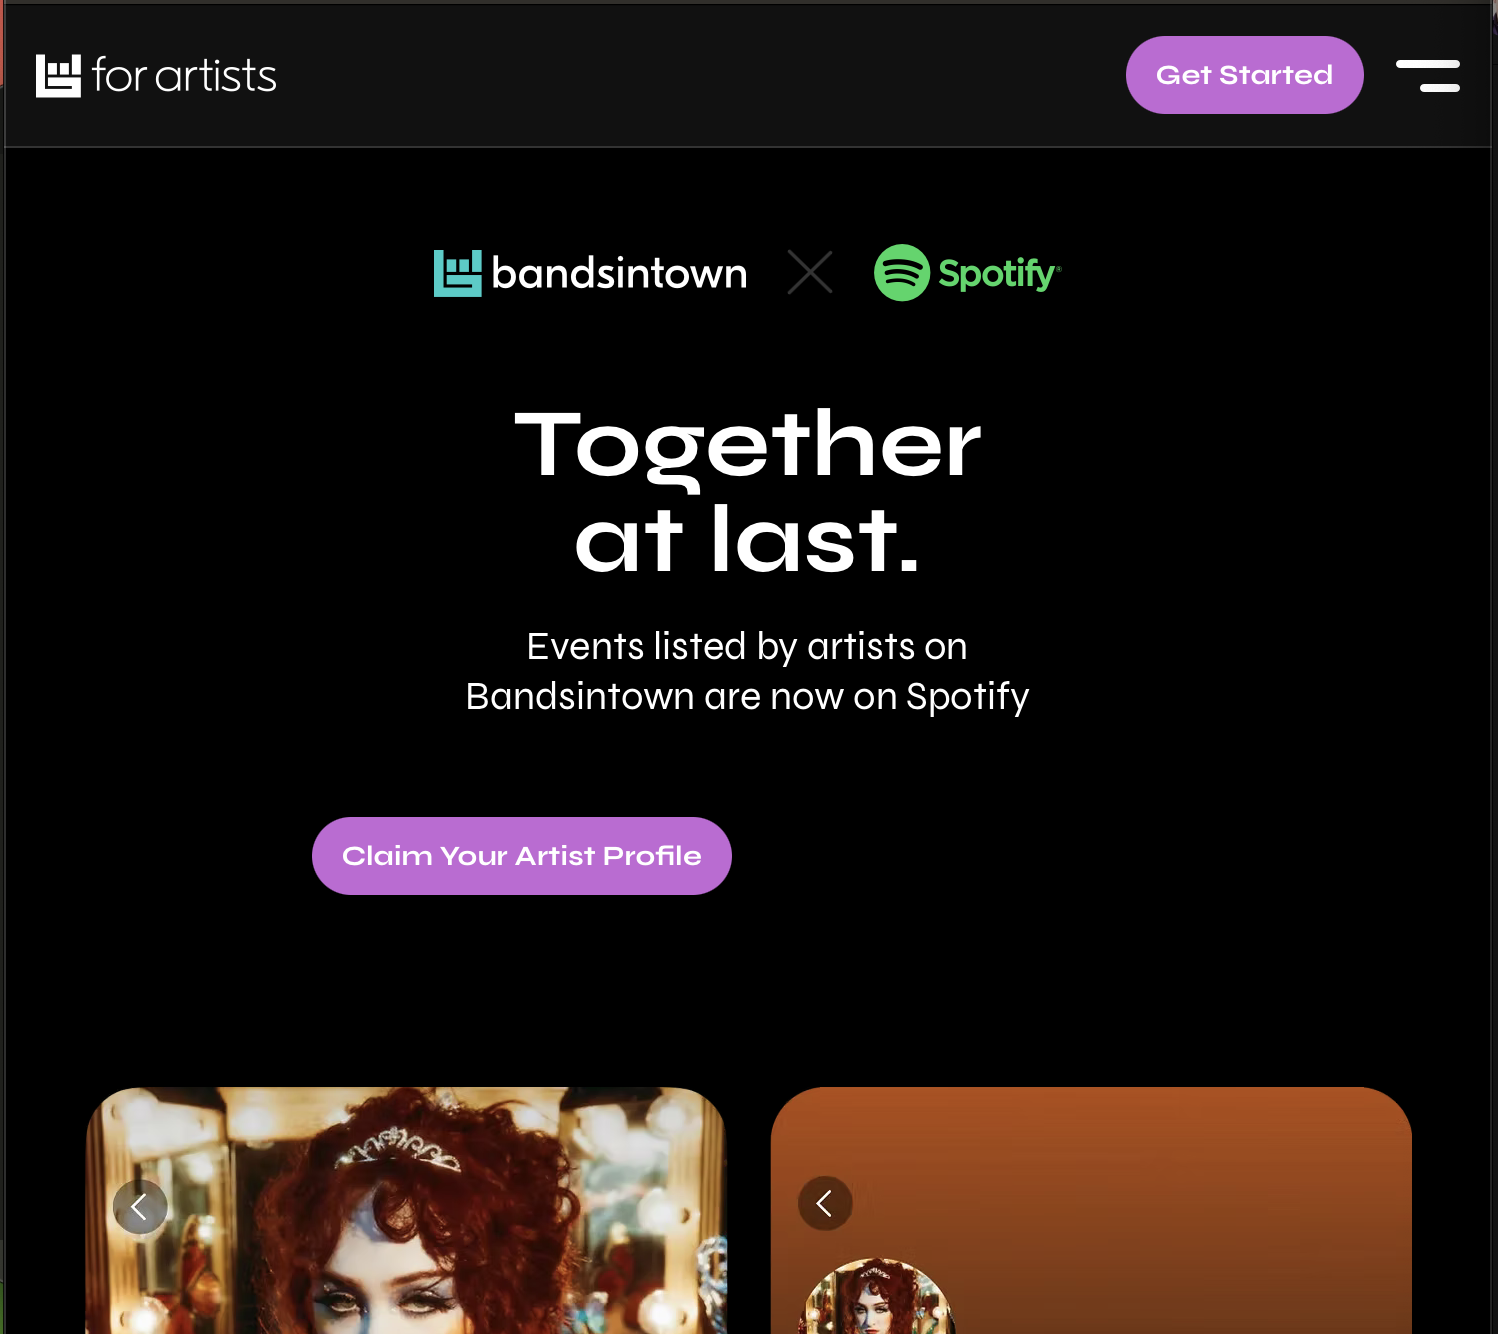 for artists
Get Started
bandsintown
Spotify®
Together
at last.
Events listed by artists on
Bandsintown are now on Spotify
Claim Your Artist Profile